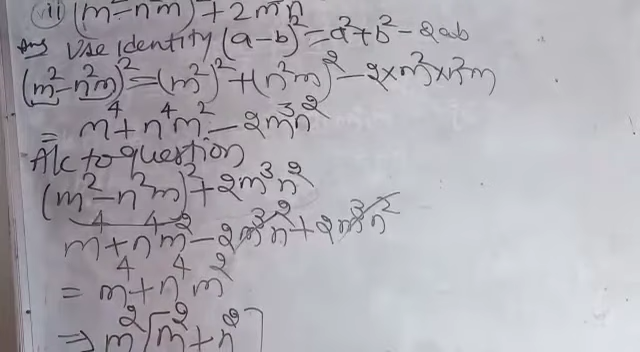 (vii) (m²-n²m)²+2m³n²
Ans Use identity (a-b)²=a²+b²-2ab
(m²-n²m)²=(m²)²+(n²m)²-2×m²×n²m
= m⁴+n⁴m²-2m³n²
A/c to question
(m²-n²m)²+2m³n²
m⁴+n⁴m²-2m³n²+2m³n²
= m⁴+n⁴m²
⇒ m²[m²+n²]